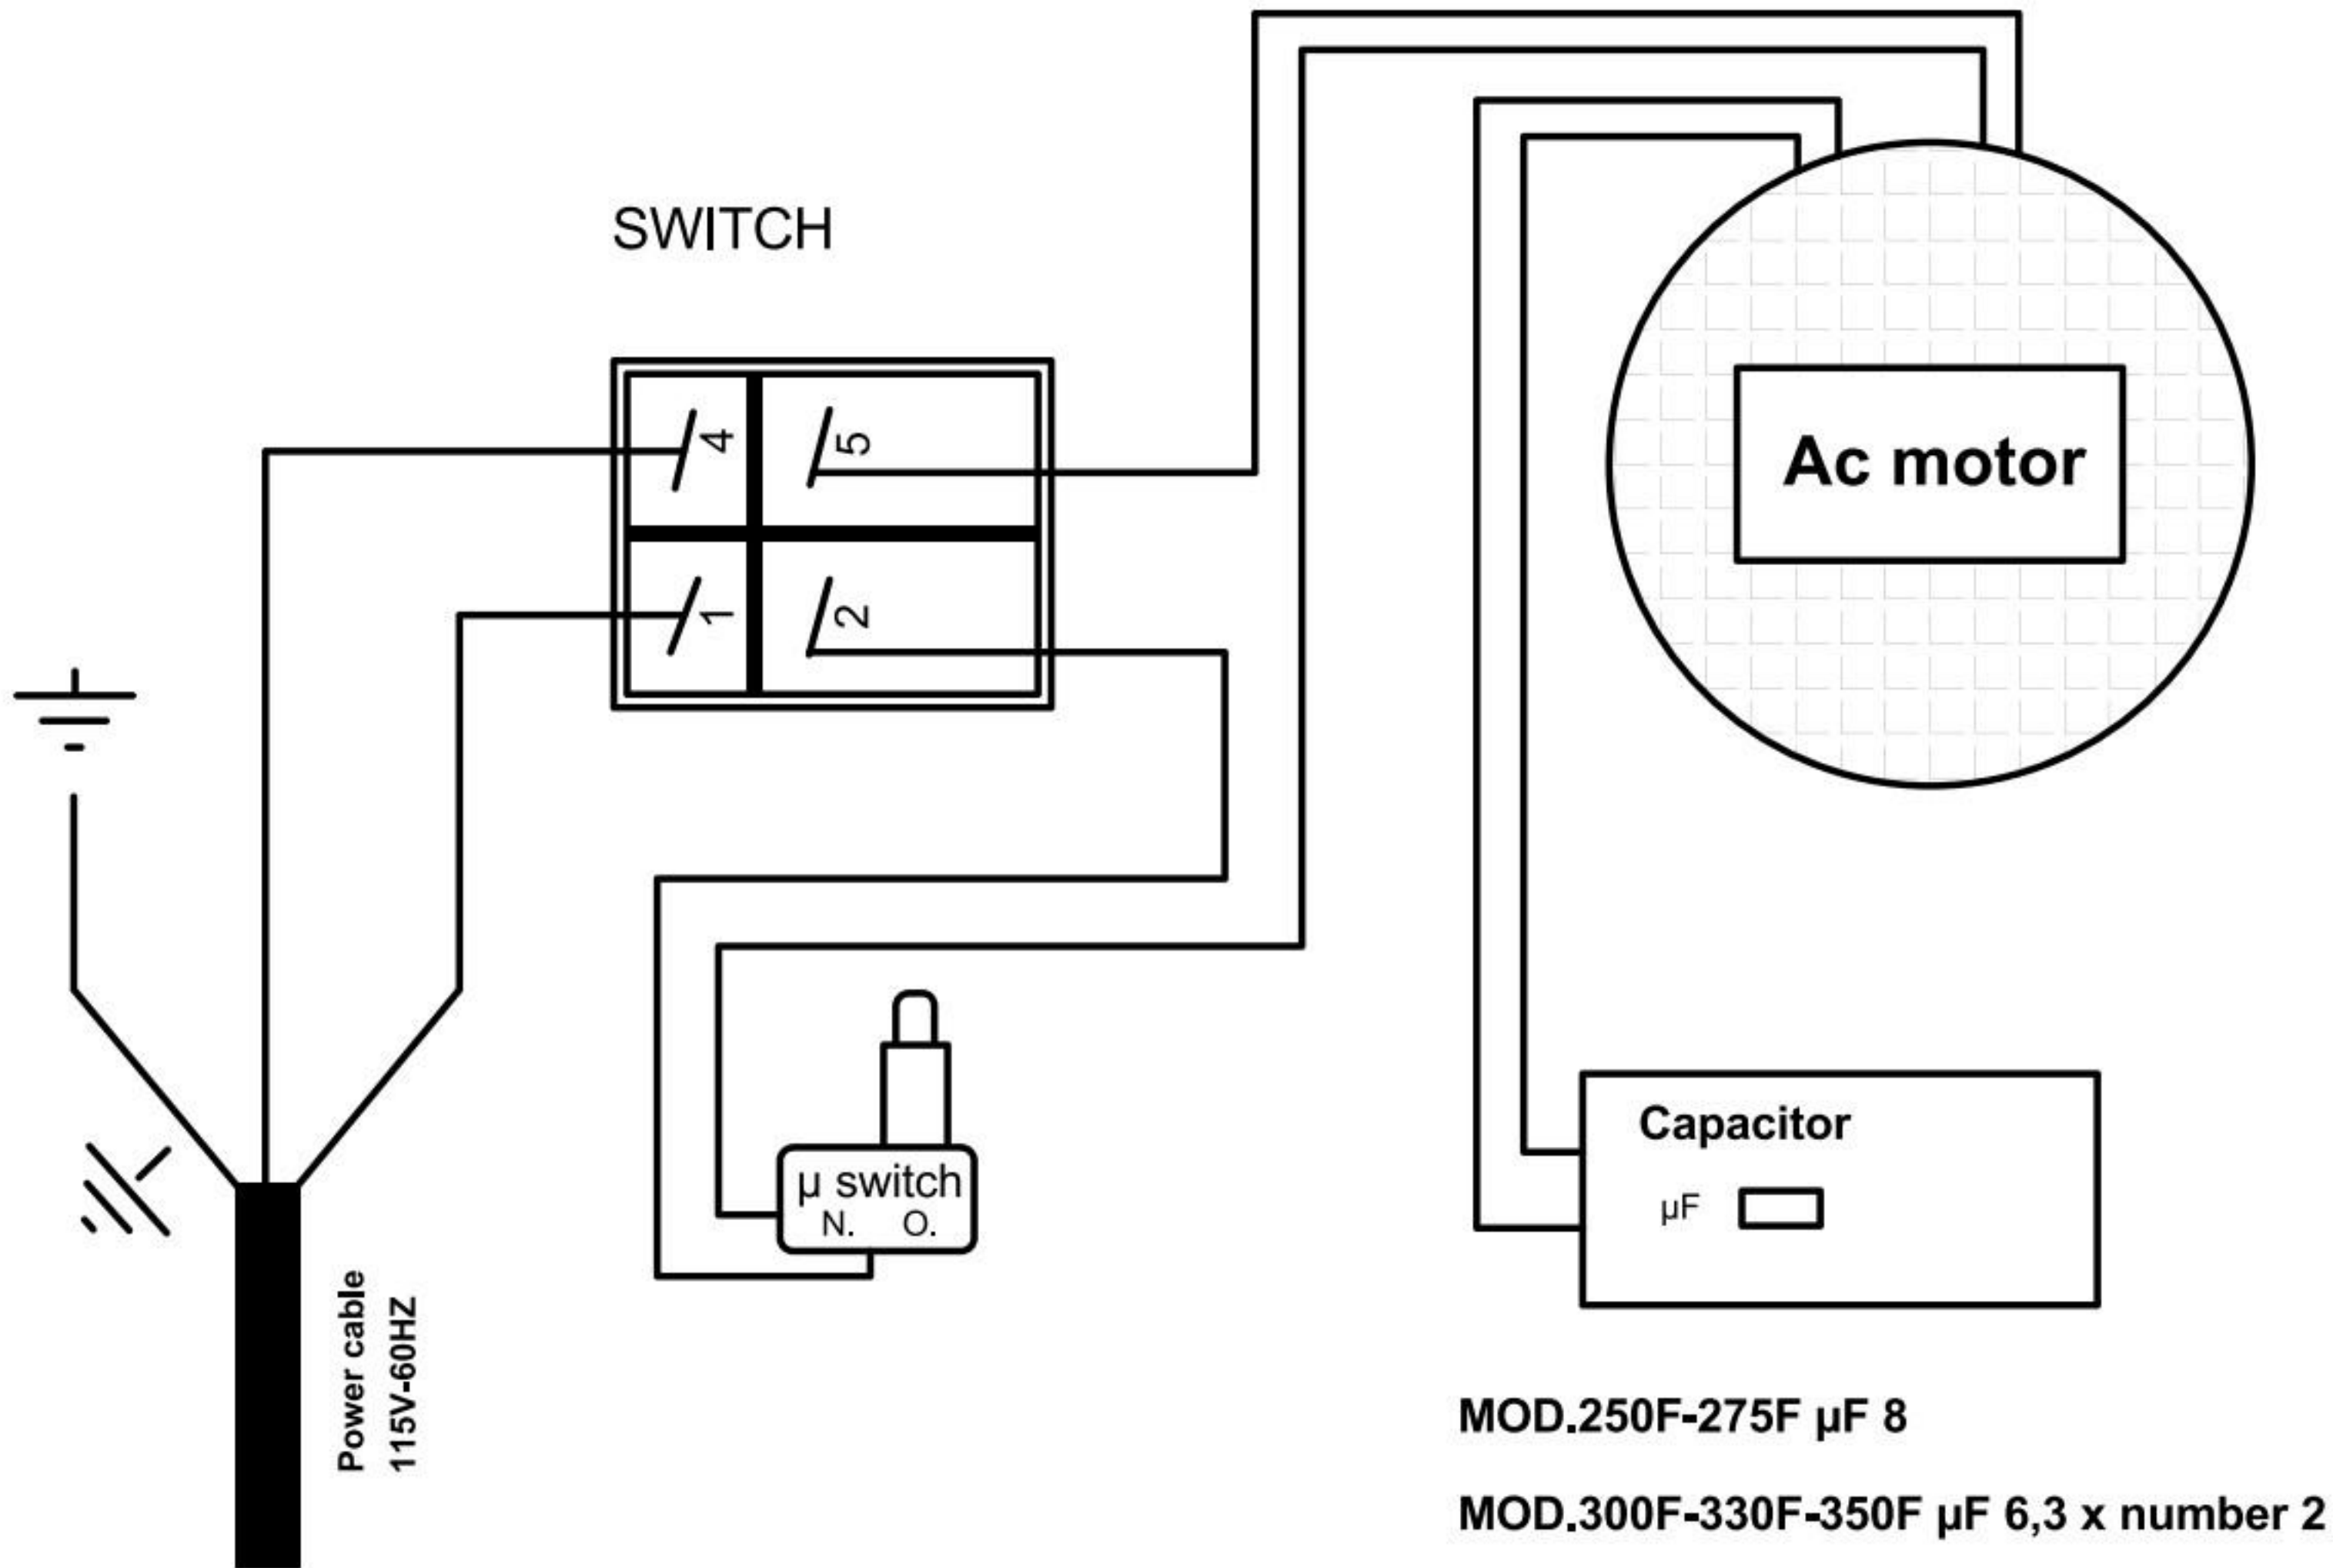 SWITCH
4
5
1
2
Ac motor
µ switch
N. O.
Capacitor
µF
Power cable
115V-60HZ
MOD.250F-275F µF 8
MOD.300F-330F-350F µF 6,3 x number 2